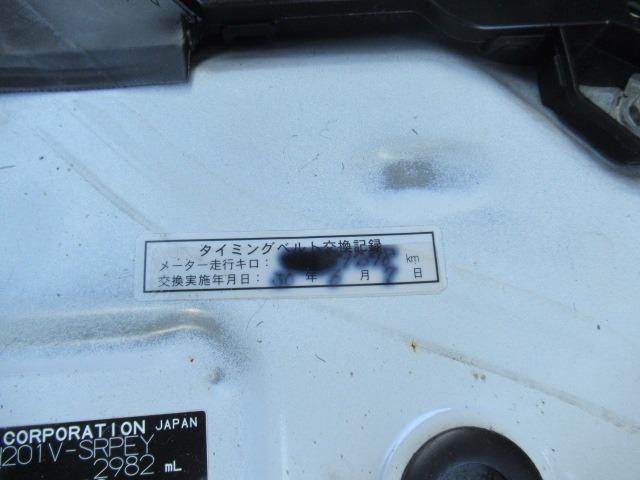 タイミングベルト交換記録
メーター走行キロ: km
交換実施年月日: 年 月 日
CORPORATION JAPAN
201V-SRPEY
2982 mL